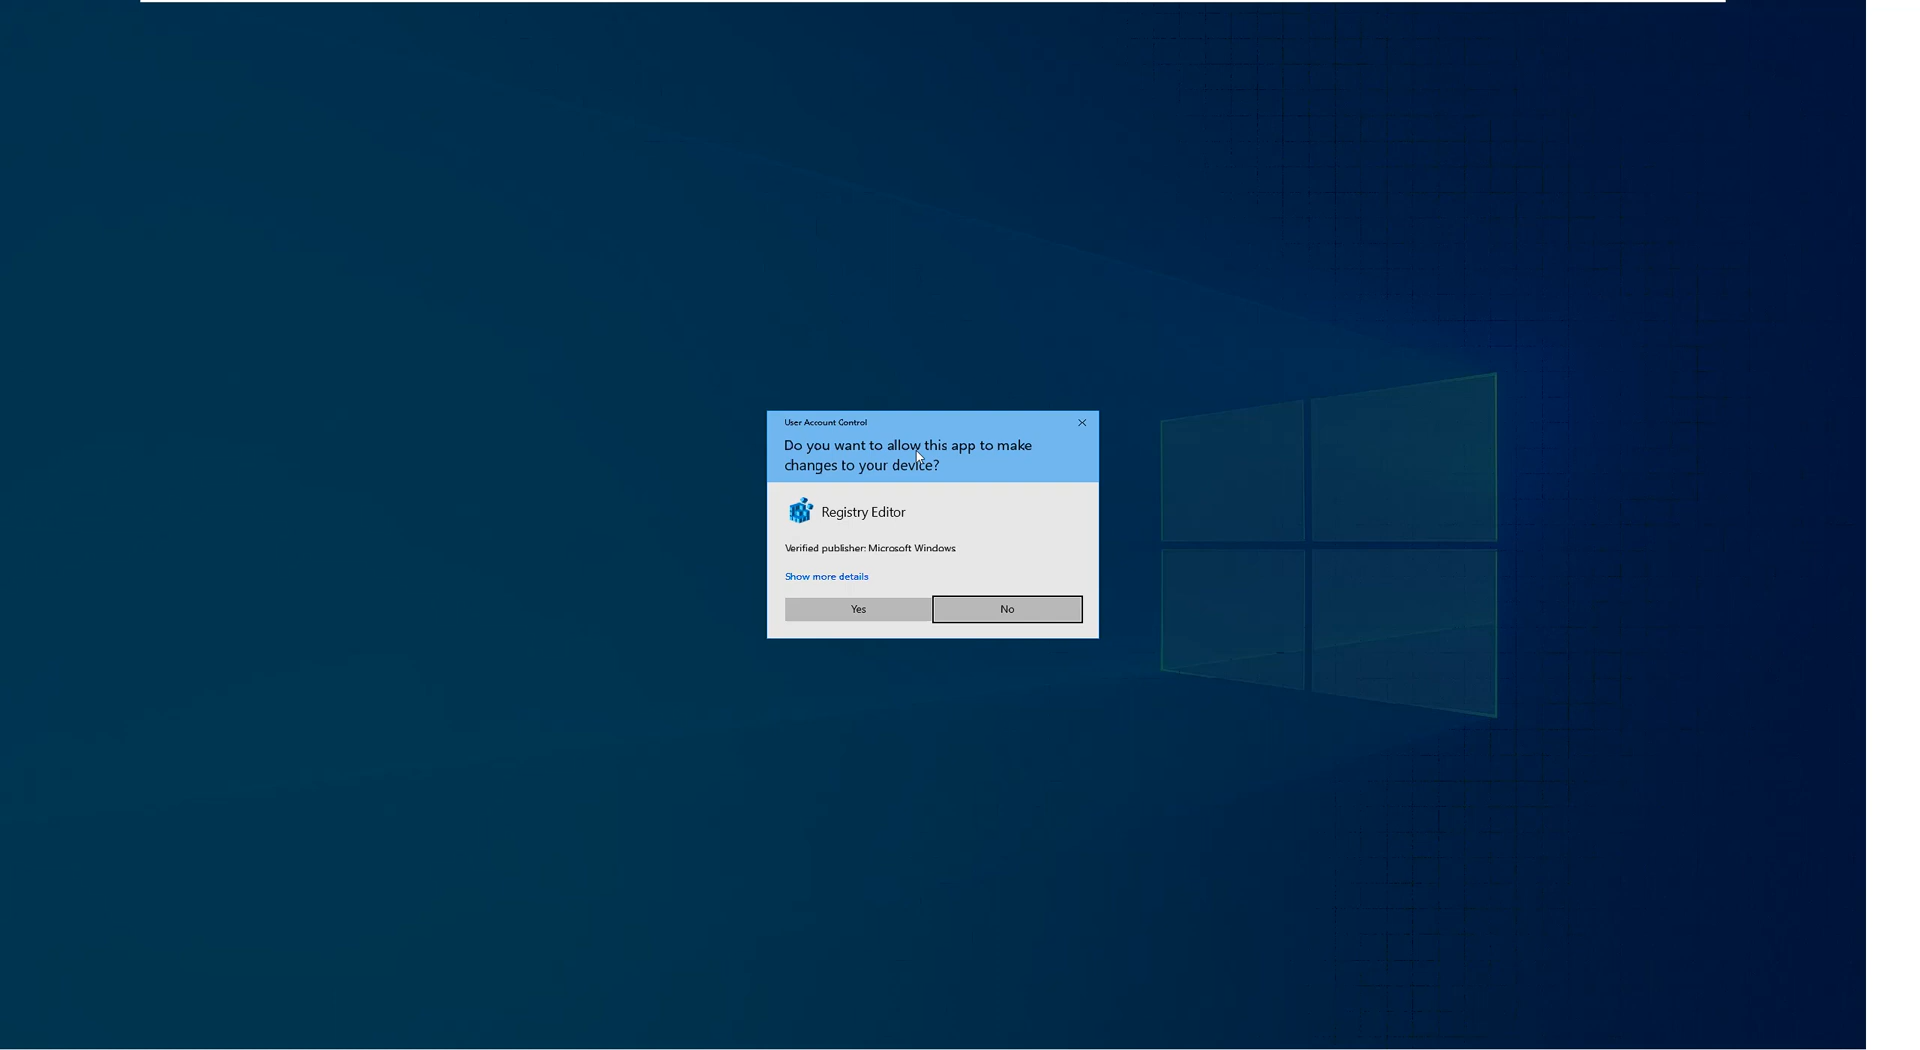 User Account Control
Do you want to allow this app to make
changes to your device?
Registry Editor
Verified publisher: Microsoft Windows
Show more details
Yes
No